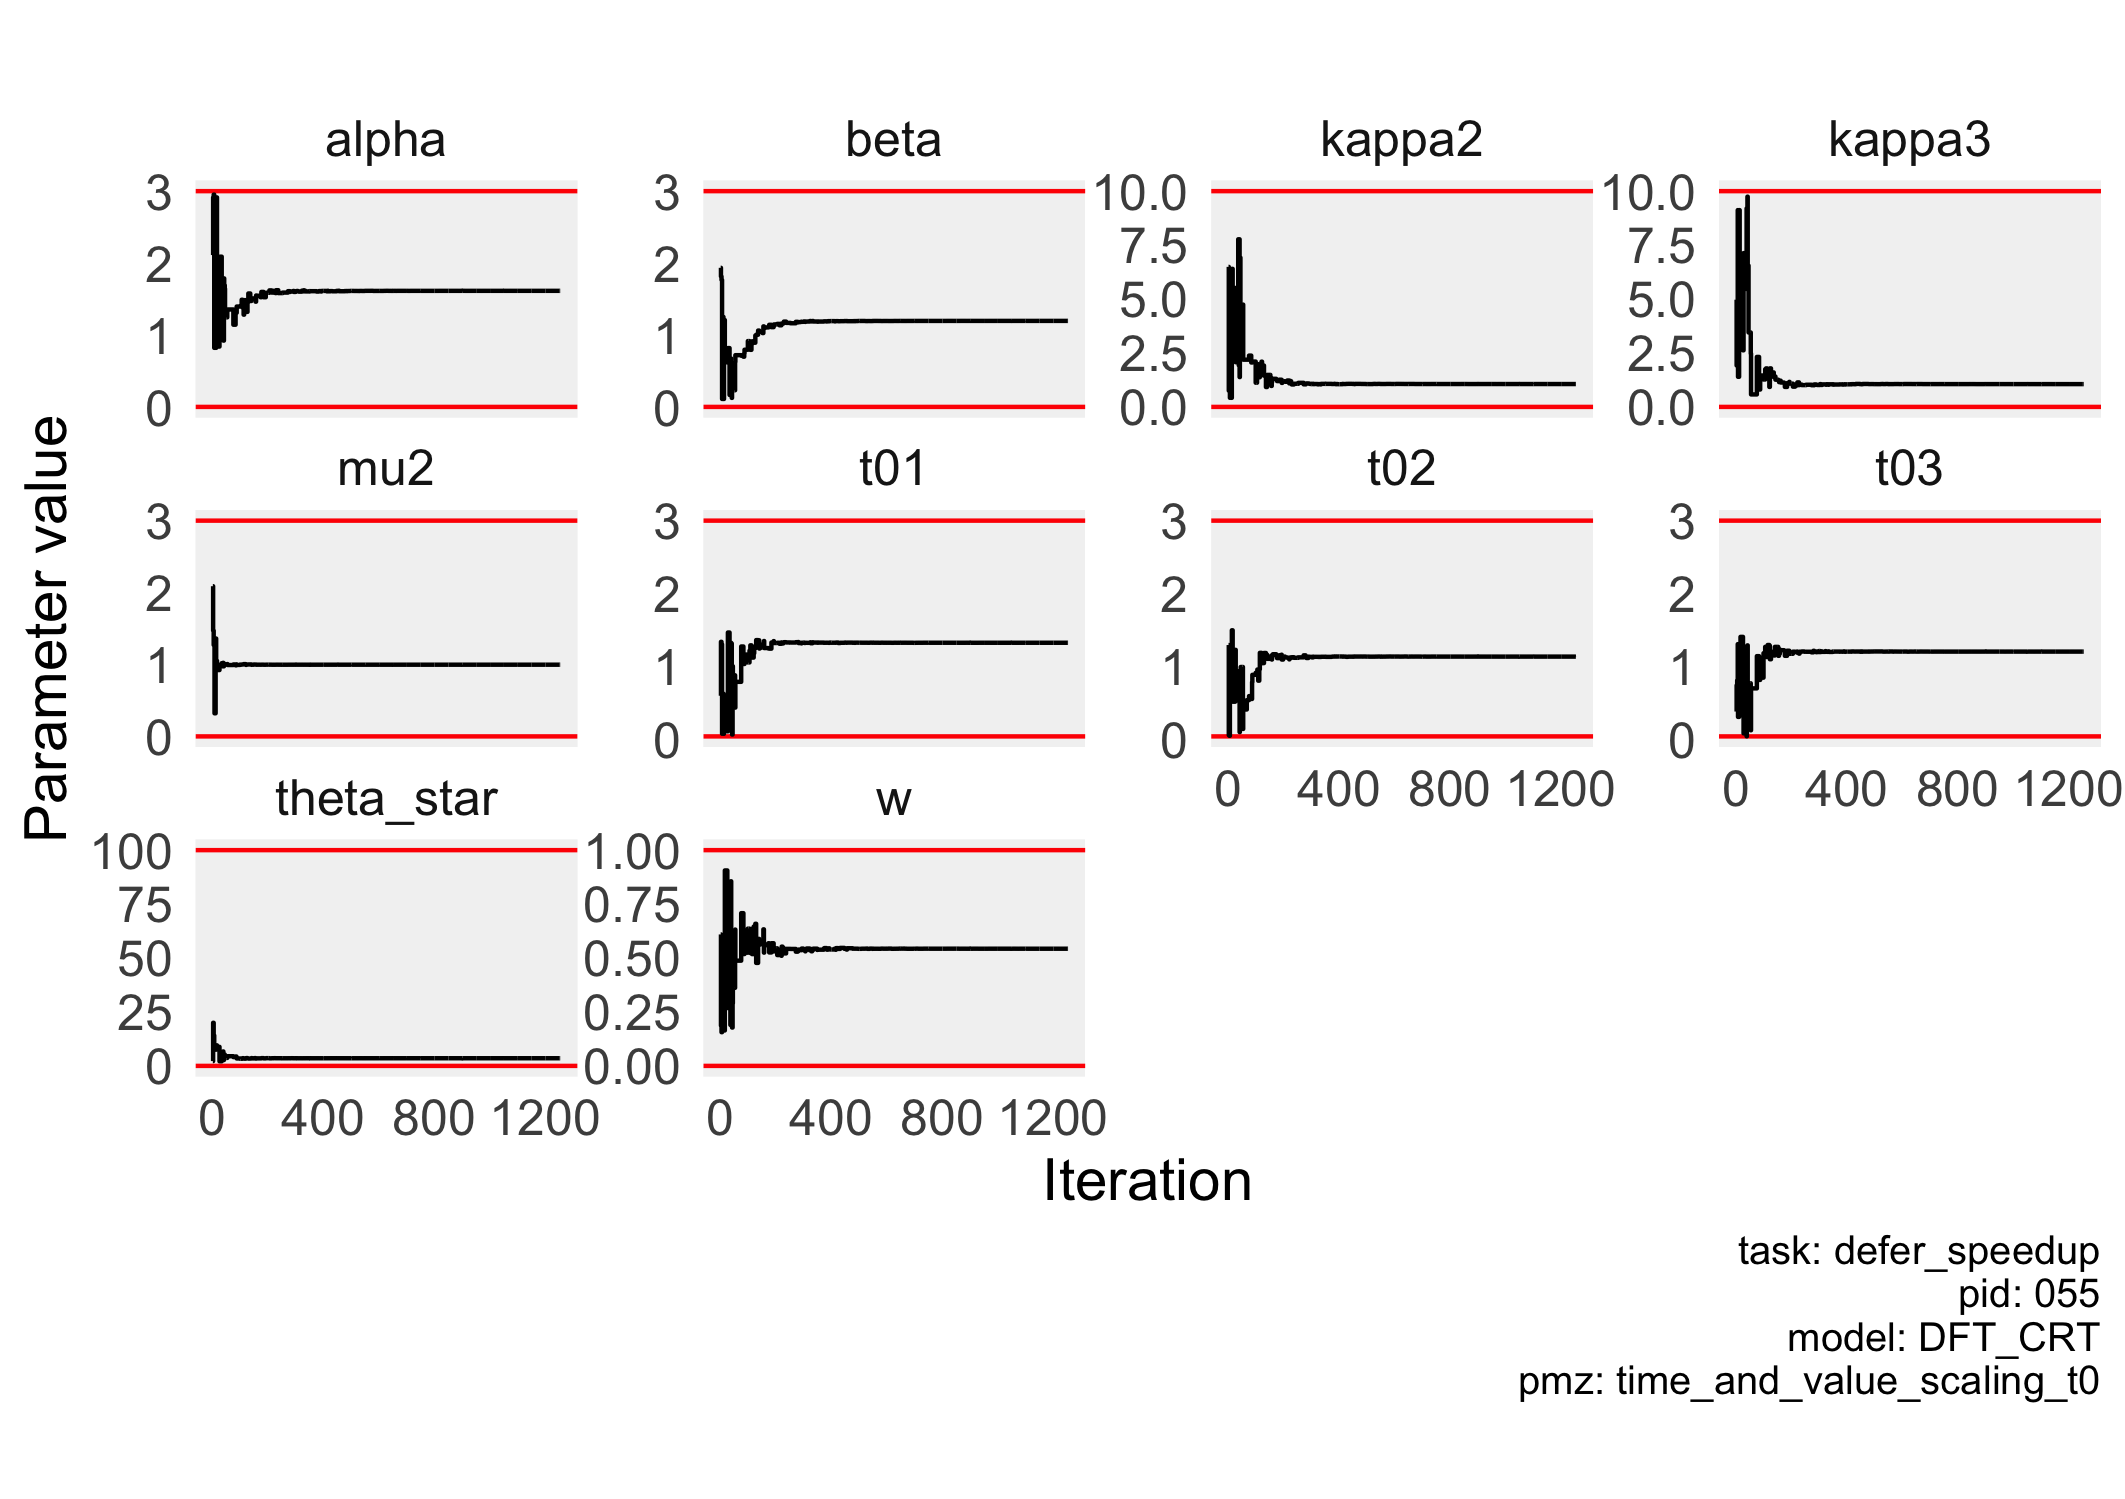 alpha
beta
kappa2
kappa3
3
2
1
0
3
2
1
0
10.0
7.5
5.0
2.5
0.0
10.0
7.5
5.0
2.5
0.0
mu2
t01
t02
t03
3
2
1
0
3
2
1
0
3
2
1
0
3
2
1
0
0 400 800 1200
0 400 800 1200
theta_star
w
100
75
50
25
0
1.00
0.75
0.50
0.25
0.00
0 400 800 1200
0 400 800 1200
Parameter value
Iteration
task: defer_speedup
pid: 055
model: DFT_CRT
pmz: time_and_value_scaling_t0